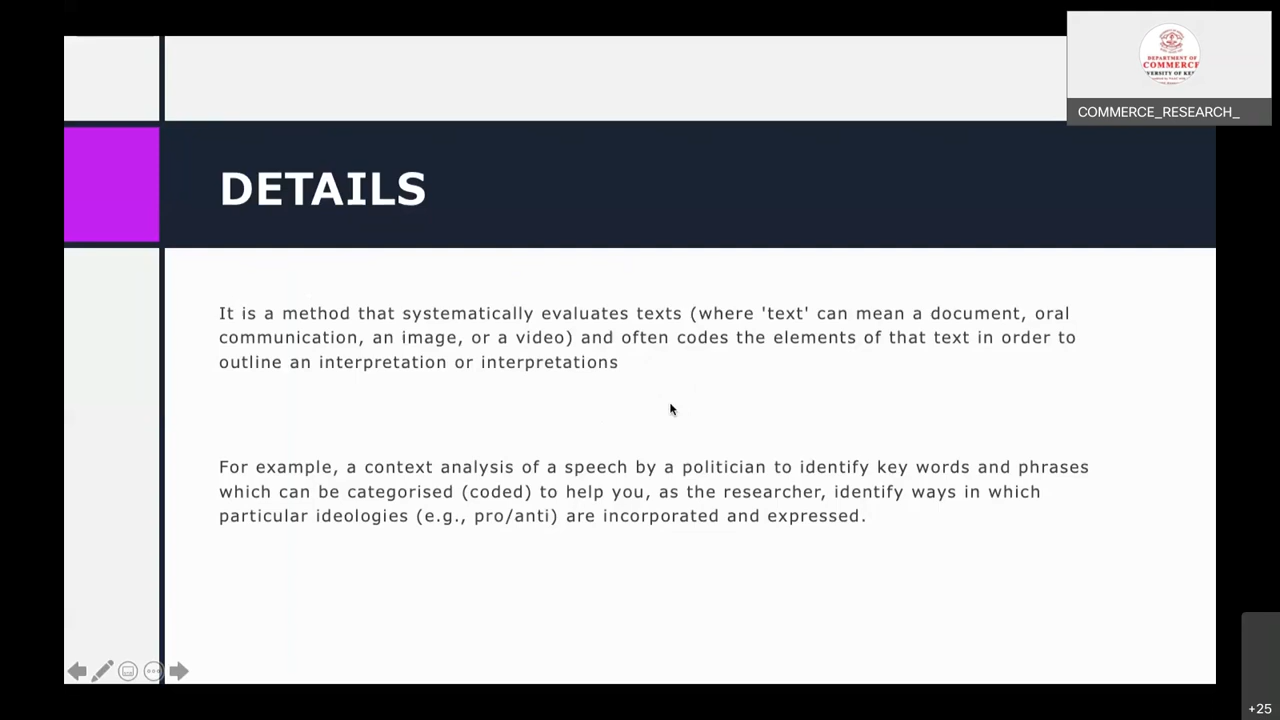 DEPARTMENT OF
COMMERCE
COMMERCE_RESEARCH_
DETAILS
It is a method that systematically evaluates texts (where 'text' can mean a document, oral
communication, an image, or a video) and often codes the elements of that text in order to
outline an interpretation or interpretations
For example, a context analysis of a speech by a politician to identify key words and phrases
which can be categorised (coded) to help you, as the researcher, identify ways in which
particular ideologies (e.g., pro/anti) are incorporated and expressed.
+25